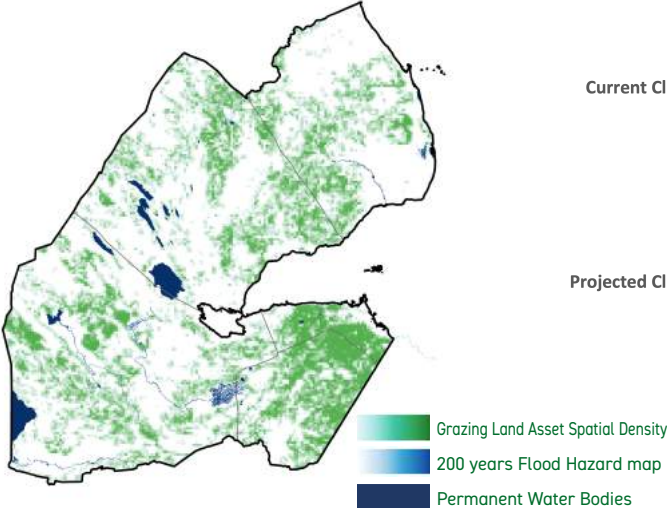 Current Cl
Projected Cl
Grazing Land Asset Spatial Density
200 years Flood Hazard map
Permanent Water Bodies